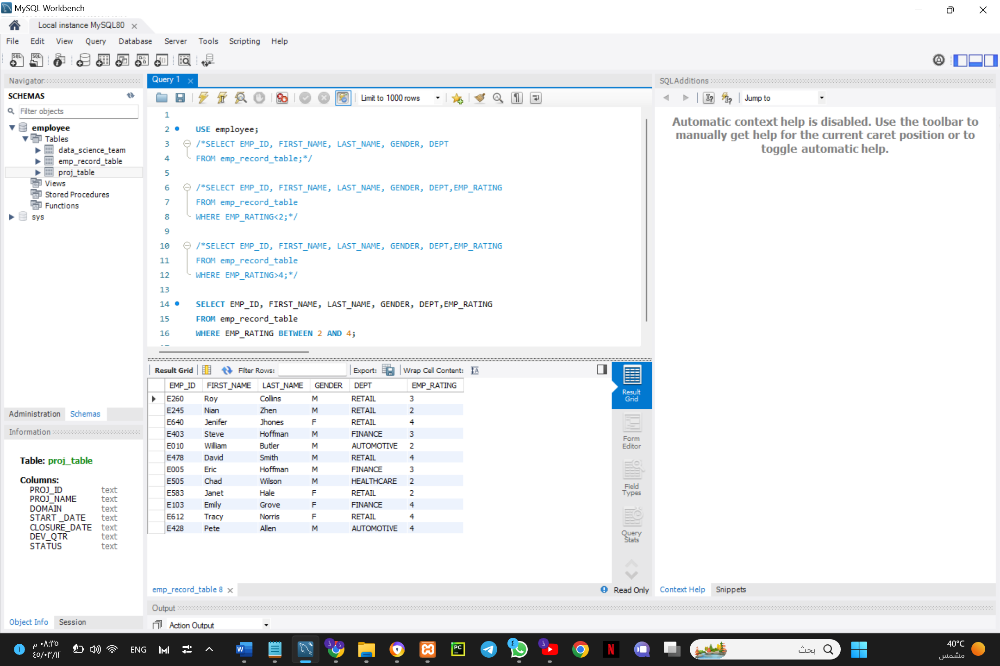 MySQL Workbench
Local instance MySQL80
File Edit View Query Database Server Tools Scripting Help
Navigator
SCHEMAS
Filter objects
employee
Tables
data_science_team
emp_record_table
proj_table
Views
Stored Procedures
Functions
sys
Administration Schemas
Information
Table: proj_table
Columns:
PROJ_ID text
PROJ_NAME text
DOMAIN text
START _DATE text
CLOSURE_DATE text
DEV_QTR text
STATUS text
Object Info Session
Query 1
Limit to 1000 rows
1
2 USE employee;
3 /*SELECT EMP_ID, FIRST_NAME, LAST_NAME, GENDER, DEPT
4 FROM emp_record_table;*/
5
6 /*SELECT EMP_ID, FIRST_NAME, LAST_NAME, GENDER, DEPT,EMP_RATING
7 FROM emp_record_table
8 WHERE EMP_RATING<2;*/
9
10 /*SELECT EMP_ID, FIRST_NAME, LAST_NAME, GENDER, DEPT,EMP_RATING
11 FROM emp_record_table
12 WHERE EMP_RATING>4;*/
13
14 SELECT EMP_ID, FIRST_NAME, LAST_NAME, GENDER, DEPT,EMP_RATING
15 FROM emp_record_table
16 WHERE EMP_RATING BETWEEN 2 AND 4;
Result Grid Filter Rows: Export: Wrap Cell Content:
EMP_ID FIRST_NAME LAST_NAME GENDER DEPT EMP_RATING
E260 Roy Collins M RETAIL 3
E245 Nian Zhen M RETAIL 2
E640 Jenifer Jhones F RETAIL 4
E403 Steve Hoffman M FINANCE 3
E010 William Butler M AUTOMOTIVE 2
E478 David Smith M RETAIL 4
E005 Eric Hoffman M FINANCE 3
E505 Chad Wilson M HEALTHCARE 2
E583 Janet Hale F RETAIL 2
E103 Emily Grove F FINANCE 4
E612 Tracy Norris F RETAIL 4
E428 Pete Allen M AUTOMOTIVE 4
Result
Grid
Form
Editor
Field
Types
Query
Stats
emp_record_table 8 Read Only
Output
Action Output
SQLAdditions
Jump to
Automatic context help is disabled. Use the toolbar to
manually get help for the current caret position or to
toggle automatic help.
Context Help Snippets
٠٨:٣٥ م
٤٥/٠٣/١٢
ENG
بحث
40°C
مشمس